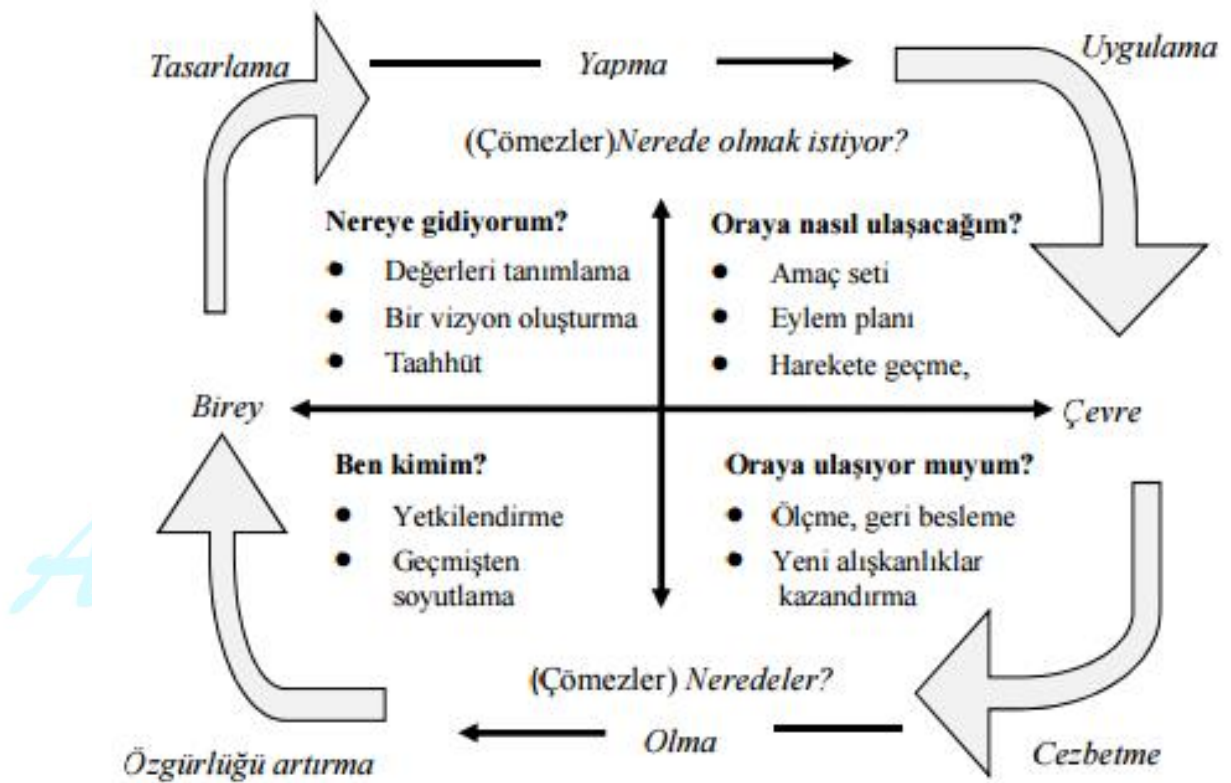 Tasarlama
Yapma
Uygulama
(Çömezler)Nerede olmak istiyor?
Nereye gidiyorum?
● Değerleri tanımlama
● Bir vizyon oluşturma
● Taahhüt
Oraya nasıl ulaşacağım?
● Amaç seti
● Eylem planı
● Harekete geçme,
Birey
Çevre
Ben kimim?
● Yetkilendirme
● Geçmişten
soyutlama
Oraya ulaşıyor muyum?
● Ölçme, geri besleme
● Yeni alışkanlıklar
kazandırma
(Çömezler) Neredeler?
Olma
Özgürlüğü artırma
Cezbetme